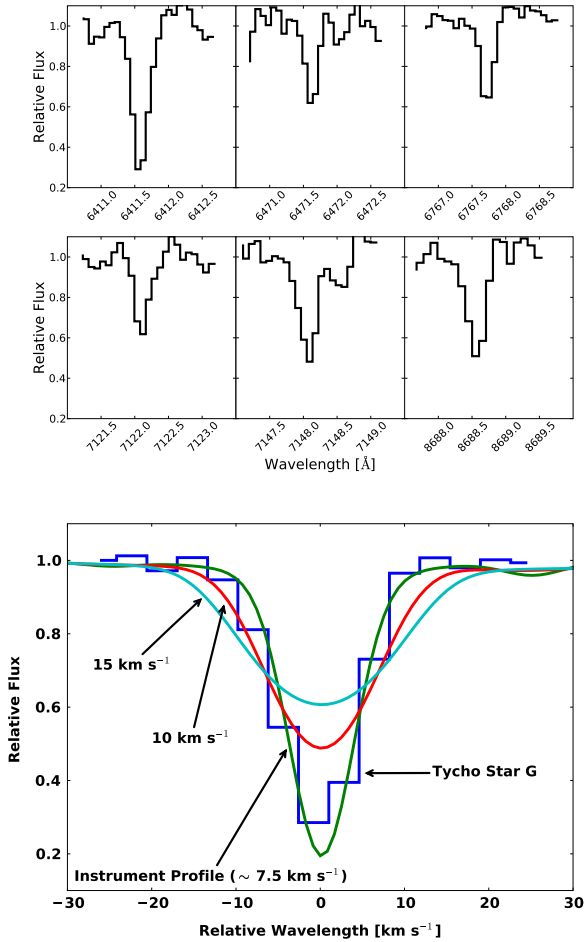 Relative Flux
1.0
0.8
0.6
0.4
0.2
6411.0 6411.5 6412.0 6412.5
6471.0 6471.5 6472.0 6472.5
6767.0 6767.5 6768.0 6768.5
Relative Flux
1.0
0.8
0.6
0.4
0.2
7121.5 7122.0 7122.5 7123.0
7147.5 7148.0 7148.5 7149.0
8688.0 8688.5 8689.0 8689.5
Wavelength [Å]
Relative Flux
1.0
0.8
0.6
0.4
0.2
15 km s⁻¹
10 km s⁻¹
Tycho Star G
Instrument Profile (∼ 7.5 km s⁻¹)
−30 −20 −10 0 10 20 30
Relative Wavelength [km s⁻¹]